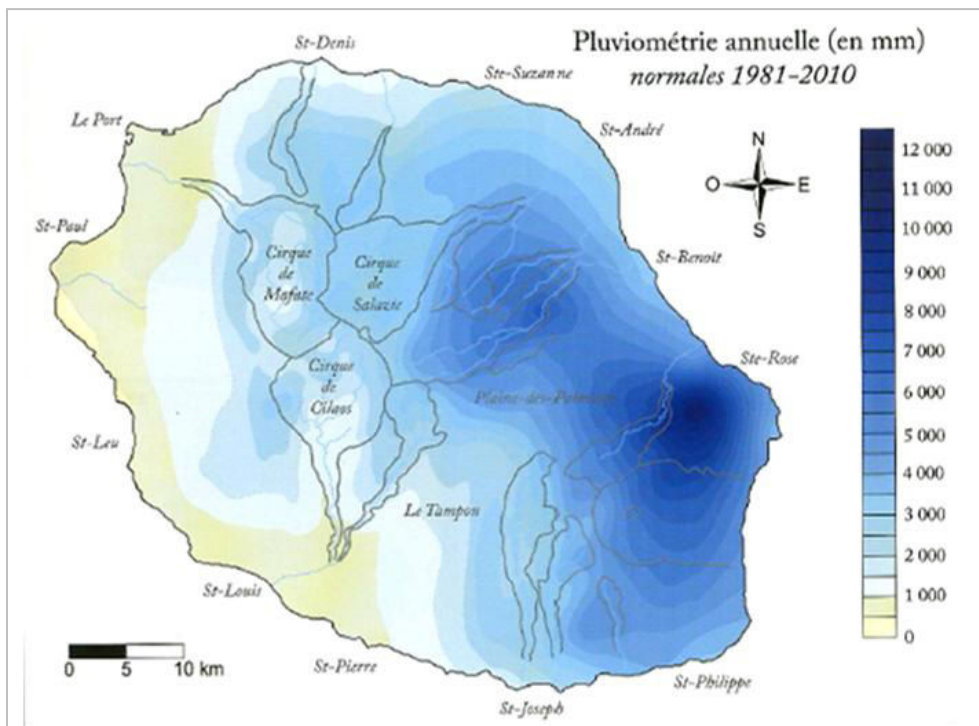 Pluviométrie annuelle (en mm)
normales 1981-2010
St-Denis
Ste-Suzanne
Le Port
St-André
N
O
E
S
St-Paul
St-Benoit
Cirque
de
Mafate
Cirque
de
Salazie
Cirque
de
Cilaos
Ste-Rose
Plaine-des-Palmistes
St-Leu
Le Tampon
St-Louis
St-Pierre
St-Joseph
St-Philippe
0 5 10 km
12 000
11 000
10 000
9 000
8 000
7 000
6 000
5 000
4 000
3 000
2 000
1 000
0